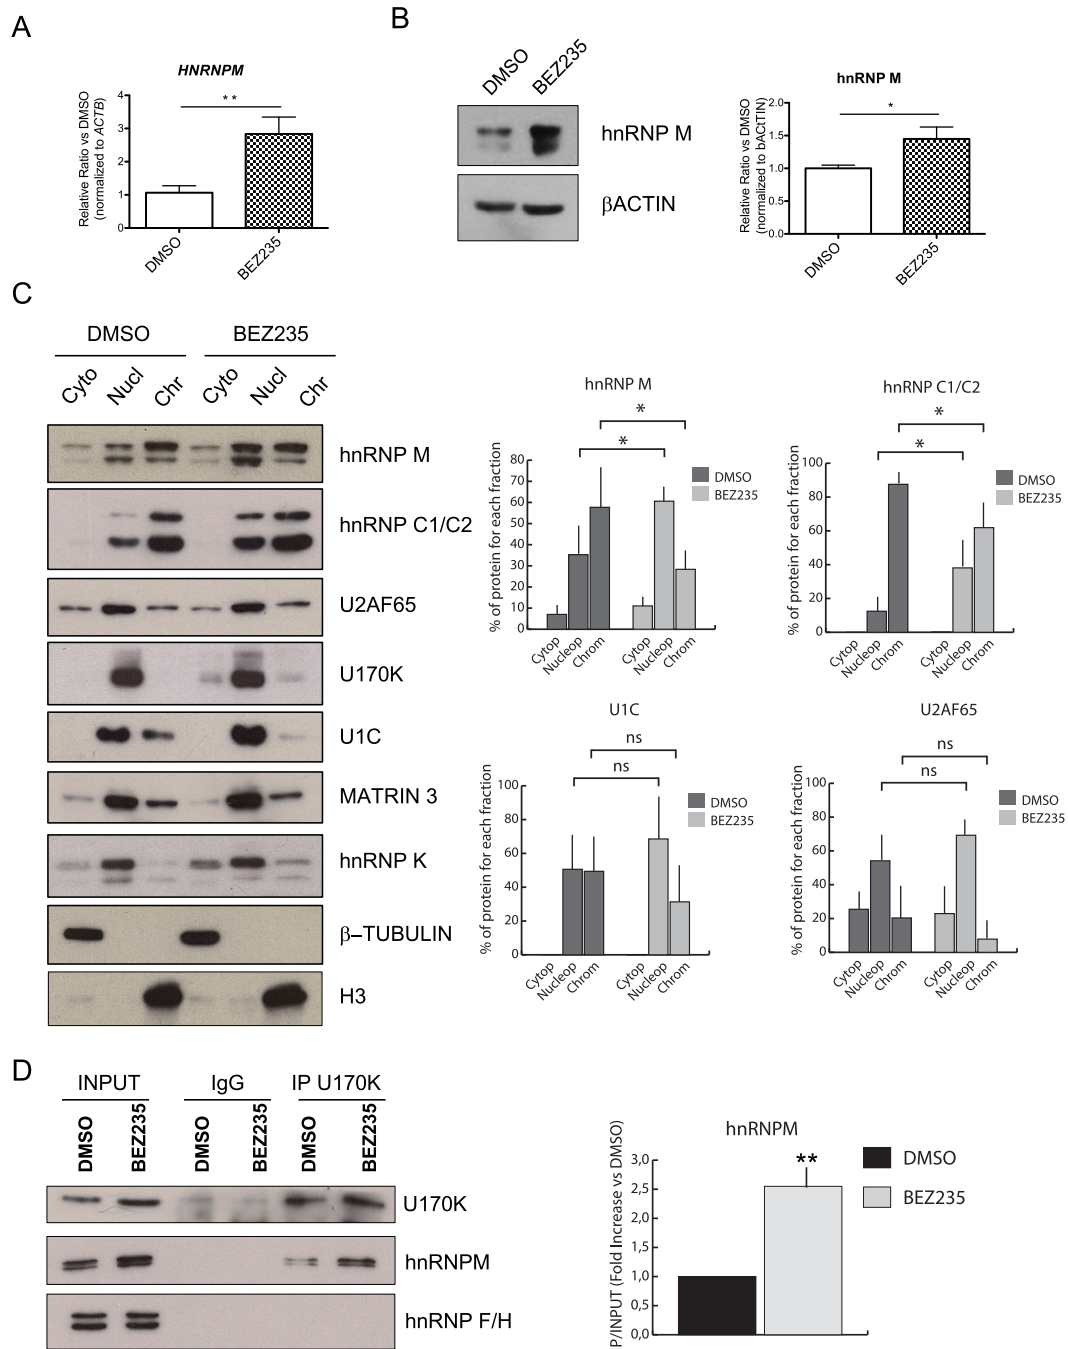 A
HNRNPM
Relative Ratio vs DMSO
(normalized to ACTB)
4
3
2
1
0
**
DMSO
BEZ235
B
DMSO
BEZ235
hnRNP M
βACTIN
hnRNP M
Relative Ratio vs DMSO
(normalized to bACtTIN)
2.0
1.5
1.0
0.5
0.0
*
DMSO
BEZ235
C
DMSO
BEZ235
Cyto
Nucl
Chr
Cyto
Nucl
Chr
hnRNP M
hnRNP C1/C2
U2AF65
U170K
U1C
MATRIN 3
hnRNP K
β–TUBULIN
H3
hnRNP M
*
*
% of protein for each fraction
80
70
60
50
40
30
20
10
0
DMSO
BEZ235
Cytop
Nucleop
Chrom
Cytop
Nucleop
Chrom
hnRNP C1/C2
*
*
% of protein for each fraction
100
80
60
40
20
0
DMSO
BEZ235
Cytop
Nucleop
Chrom
Cytop
Nucleop
Chrom
U1C
ns
ns
% of protein for each fraction
100
80
60
40
20
0
DMSO
BEZ235
Cytop
Nucleop
Chrom
Cytop
Nucleop
Chrom
U2AF65
ns
ns
% of protein for each fraction
100
80
60
40
20
0
DMSO
BEZ235
Cytop
Nucleop
Chrom
Cytop
Nucleop
Chrom
D
INPUT
IgG
IP U170K
DMSO
BEZ235
DMSO
BEZ235
DMSO
BEZ235
U170K
hnRNPM
hnRNP F/H
hnRNPM
P/INPUT (Fold Increase vs DMSO)
3,0
2,5
2,0
1,5
1,0
0,5
0,0
**
DMSO
BEZ235